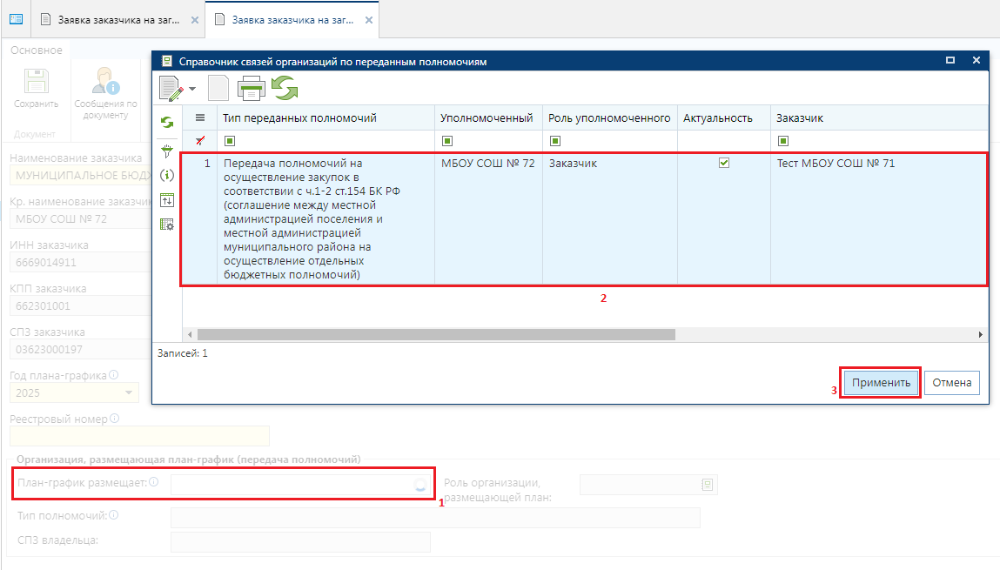 Заявка заказчика на заг...
Заявка заказчика на заг...
Основное
Сохранить
Сообщения по
документу
Документ
Справочник связей организаций по переданным полномочиям
Тип переданных полномочий
Уполномоченный
Роль уполномоченного
Актуальность
Заказчик
1
Передача полномочий на
осуществление закупок в
соответствии с ч.1-2 ст.154 БК РФ
(соглашение между местной
администрацией поселения и
местной администрацией
муниципального района на
осуществление отдельных
бюджетных полномочий)
МБОУ СОШ № 72
Заказчик
Тест МБОУ СОШ № 71
2
Записей: 1
3
Применить
Отмена
Наименование заказчика
МУНИЦИПАЛЬНОЕ БЮДЖ
Кр. наименование заказчик
МБОУ СОШ № 72
ИНН заказчика
6669014911
КПП заказчика
662301001
СПЗ заказчика
03623000197
Год плана-графика
2025
Реестровый номер
Организация, размещающая план-график (передача полномочий)
План-график размещает:
1
Роль организации,
размещающей план:
Тип полномочий:
СПЗ владельца: